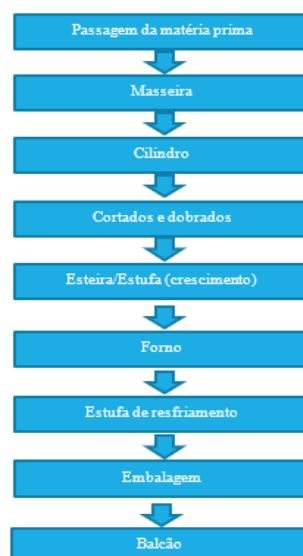 Passagem da matéria prima
Masseira
Cilindro
Cortados e dobrados
Esteira/Estufa (crescimento)
Forno
Estufa de resfriamento
Embalagem
Balcão